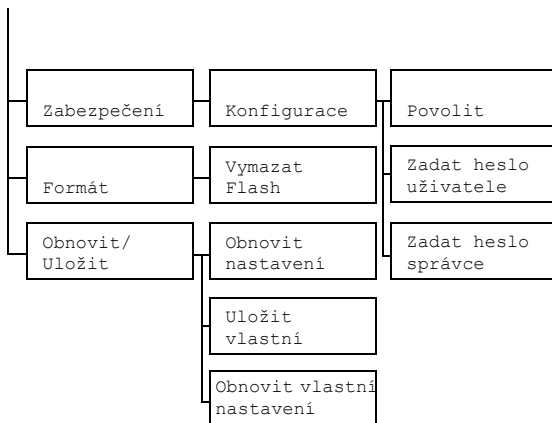 Zabezpečení
Konfigurace
Povolit
Formát
Vymazat
Flash
Zadat heslo
uživatele
Obnovit/
Uložit
Obnovit
nastavení
Zadat heslo
správce
Uložit
vlastní
Obnovit vlastní
nastavení